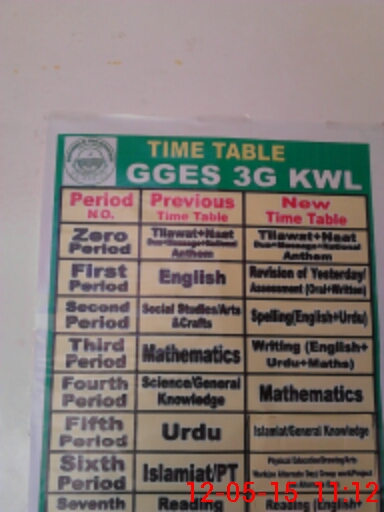 TIME TABLE
GGES 3G KWL
Period NO.
Previous Time Table
New Time Table
Zero Period
Tilawat+Naat
Anthem
Tilawat+Naat
Anthem
First Period
English
Revision of Yesterday/
Assessment (Oral+Written)
Second Period
Social Studies/Arts
&Crafts
Spelling(English+Urdu)
Third Period
Mathematics
Writing (English+
Urdu+Maths)
Fourth Period
Science/General
Knowledge
Mathematics
Fifth Period
Urdu
Islamiat/General Knowledge
Sixth Period
Islamiat/PT
Seventh
Reading
Reading (English+
12-05-15 11:12